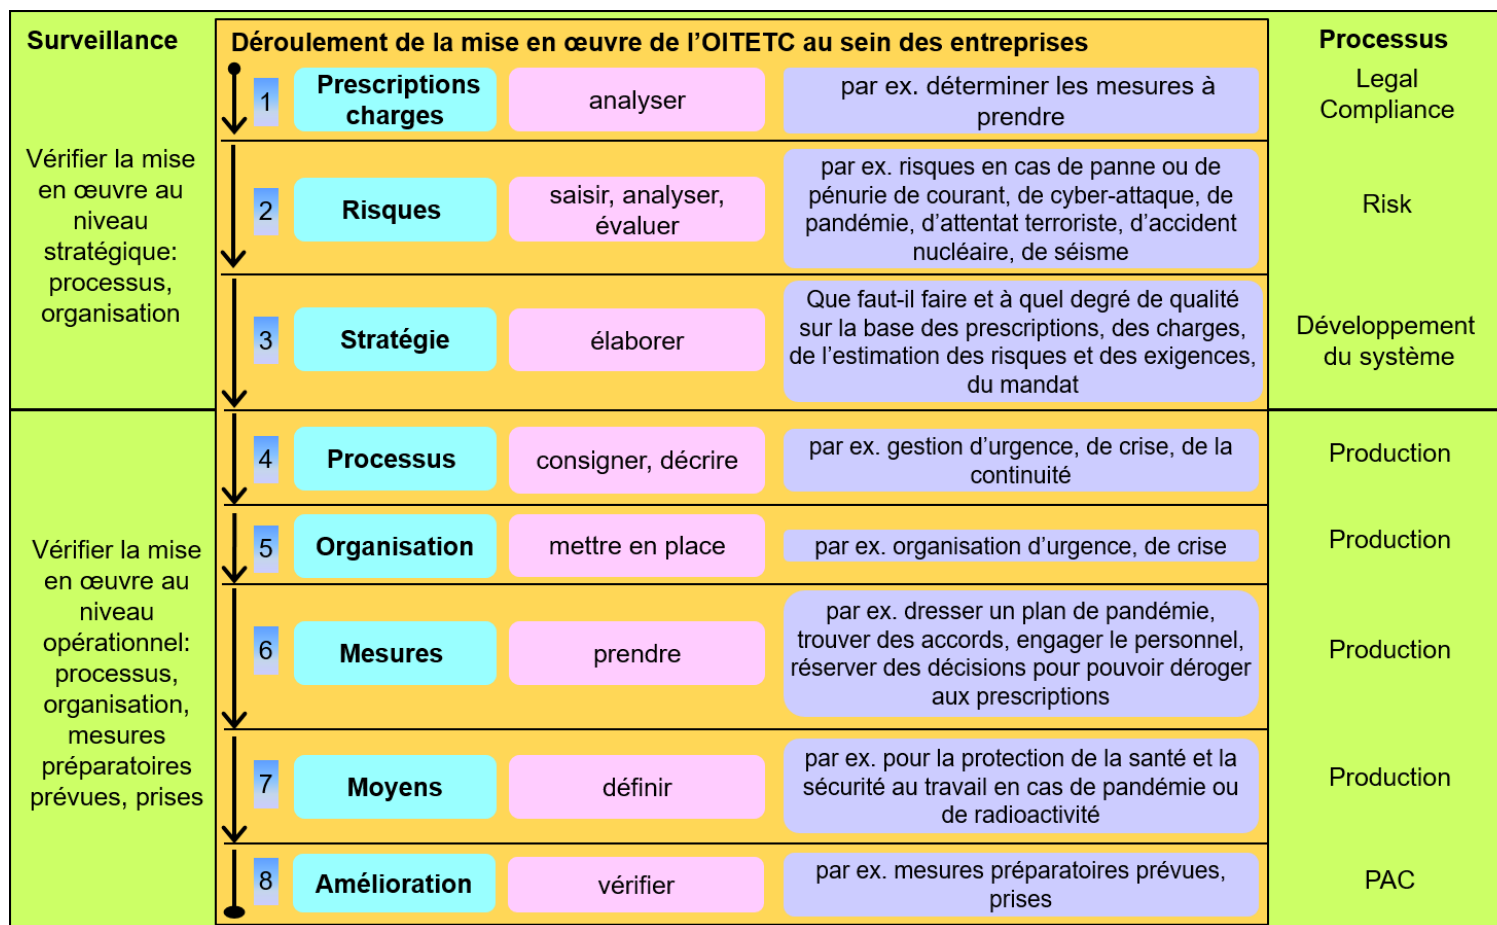 Surveillance
Déroulement de la mise en œuvre de l’OITETC au sein des entreprises
Processus
1
Prescriptions
charges
analyser
par ex. déterminer les mesures à
prendre
Legal
Compliance
Vérifier la mise
en œuvre au
niveau
stratégique:
processus,
organisation
2
Risques
saisir, analyser,
évaluer
par ex. risques en cas de panne ou de
pénurie de courant, de cyber-attaque, de
pandémie, d’attentat terroriste, d’accident
nucléaire, de séisme
Risk
3
Stratégie
élaborer
Que faut-il faire et à quel degré de qualité
sur la base des prescriptions, des charges,
de l’estimation des risques et des exigences,
du mandat
Développement
du système
4
Processus
consigner, décrire
par ex. gestion d’urgence, de crise, de la
continuité
Production
Vérifier la mise
en œuvre au
niveau
opérationnel:
processus,
organisation,
mesures
préparatoires
prévues, prises
5
Organisation
mettre en place
par ex. organisation d’urgence, de crise
Production
6
Mesures
prendre
par ex. dresser un plan de pandémie,
trouver des accords, engager le personnel,
réserver des décisions pour pouvoir déroger
aux prescriptions
Production
7
Moyens
définir
par ex. pour la protection de la santé et la
sécurité au travail en cas de pandémie ou
de radioactivité
Production
8
Amélioration
vérifier
par ex. mesures préparatoires prévues,
prises
PAC